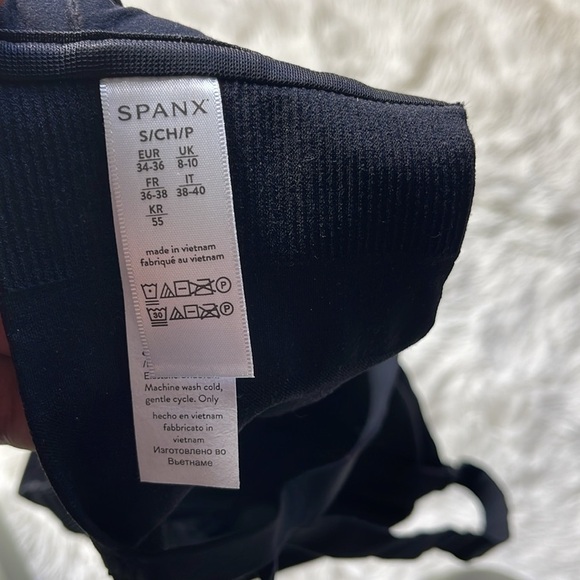 SPANX
S/CH/P
EUR UK
34-36 8-10
FR IT
36-38 38-40
KR
55
made in vietnam
fabriqué au vietnam
P
30 P
Machine wash cold,
gentle cycle. Only
hecho en vietnam
fabbricato in
vietnam
Изготовлено во
Вьетнаме